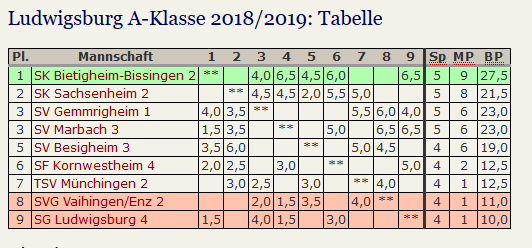 Ludwigsburg A-Klasse 2018/2019: Tabelle
Pl. Mannschaft 1 2 3 4 5 6 7 8 9 Sp MP BP
1 SK Bietigheim-Bissingen 2 ** 4,0 6,5 4,5 6,0 6,5 5 9 27,5
2 SK Sachsenheim 2 ** 4,5 4,5 2,0 5,5 5,0 5 8 21,5
3 SV Gemmrigheim 1 4,0 3,5 ** 5,5 6,0 4,0 5 6 23,0
3 SV Marbach 3 1,5 3,5 ** 5,0 6,5 6,5 5 6 23,0
5 SV Besigheim 3 3,5 6,0 ** 5,0 4,5 4 6 19,0
6 SF Kornwestheim 4 2,0 2,5 3,0 ** 5,0 4 2 12,5
7 TSV Münchingen 2 3,0 2,5 3,0 ** 4,0 4 1 12,5
8 SVG Vaihingen/Enz 2 2,0 1,5 3,5 4,0 ** 4 1 11,0
9 SG Ludwigsburg 4 1,5 4,0 1,5 3,0 ** 4 1 10,0